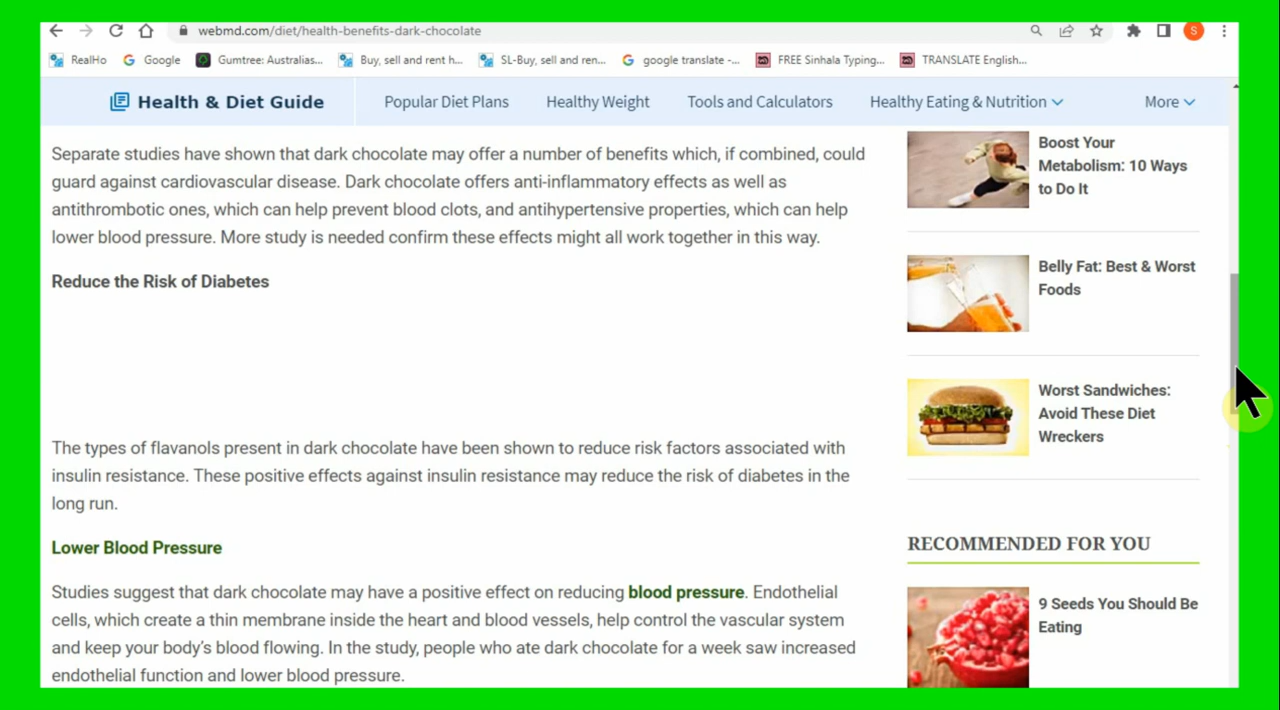 webmd.com/diet/health-benefits-dark-chocolate
S
RealHo
Google
Gumtree: Australias...
Buy, sell and rent h...
SL-Buy, sell and ren...
google translate -...
FREE Sinhala Typing...
TRANSLATE English...
Health & Diet Guide
Popular Diet Plans
Healthy Weight
Tools and Calculators
Healthy Eating & Nutrition
More
Separate studies have shown that dark chocolate may offer a number of benefits which, if combined, could
guard against cardiovascular disease. Dark chocolate offers anti-inflammatory effects as well as
antithrombotic ones, which can help prevent blood clots, and antihypertensive properties, which can help
lower blood pressure. More study is needed confirm these effects might all work together in this way.
Reduce the Risk of Diabetes
The types of flavanols present in dark chocolate have been shown to reduce risk factors associated with
insulin resistance. These positive effects against insulin resistance may reduce the risk of diabetes in the
long run.
Lower Blood Pressure
Studies suggest that dark chocolate may have a positive effect on reducing blood pressure. Endothelial
cells, which create a thin membrane inside the heart and blood vessels, help control the vascular system
and keep your body's blood flowing. In the study, people who ate dark chocolate for a week saw increased
endothelial function and lower blood pressure.
Boost Your
Metabolism: 10 Ways
to Do It
Belly Fat: Best & Worst
Foods
Worst Sandwiches:
Avoid These Diet
Wreckers
RECOMMENDED FOR YOU
9 Seeds You Should Be
Eating